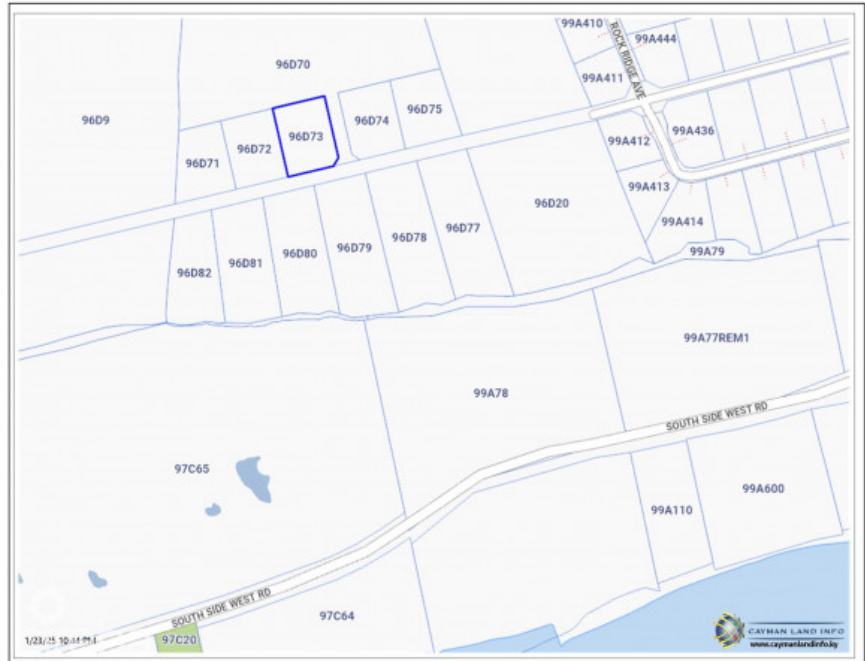 99A410
ROCK RIDGE AVE
99A444
96D70
99A411
96D9
96D75
96D74
96D73
96D72
96D71
99A436
99A412
99A413
96D20
99A414
96D77
96D78
96D79
96D80
96D81
96D82
99A79
99A77REM1
99A78
SOUTH SIDE WEST RD
97C65
99A600
99A110
SOUTH SIDE WEST RD
97C64
97C20
CAYMAN LAND INFO
www.caymanlandinfo.ky